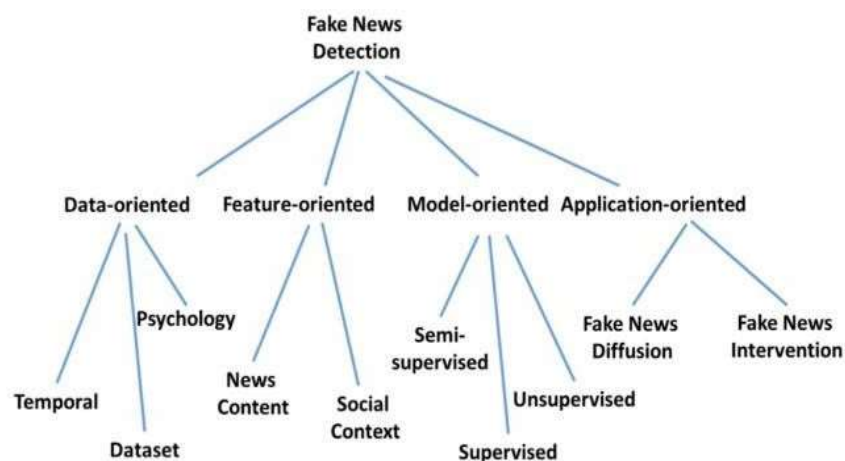 Fake News
Detection
Data-oriented
Feature-oriented
Model-oriented
Application-oriented
Psychology
Temporal
Dataset
News
Content
Social
Context
Semi-
supervised
Unsupervised
Supervised
Fake News
Diffusion
Fake News
Intervention